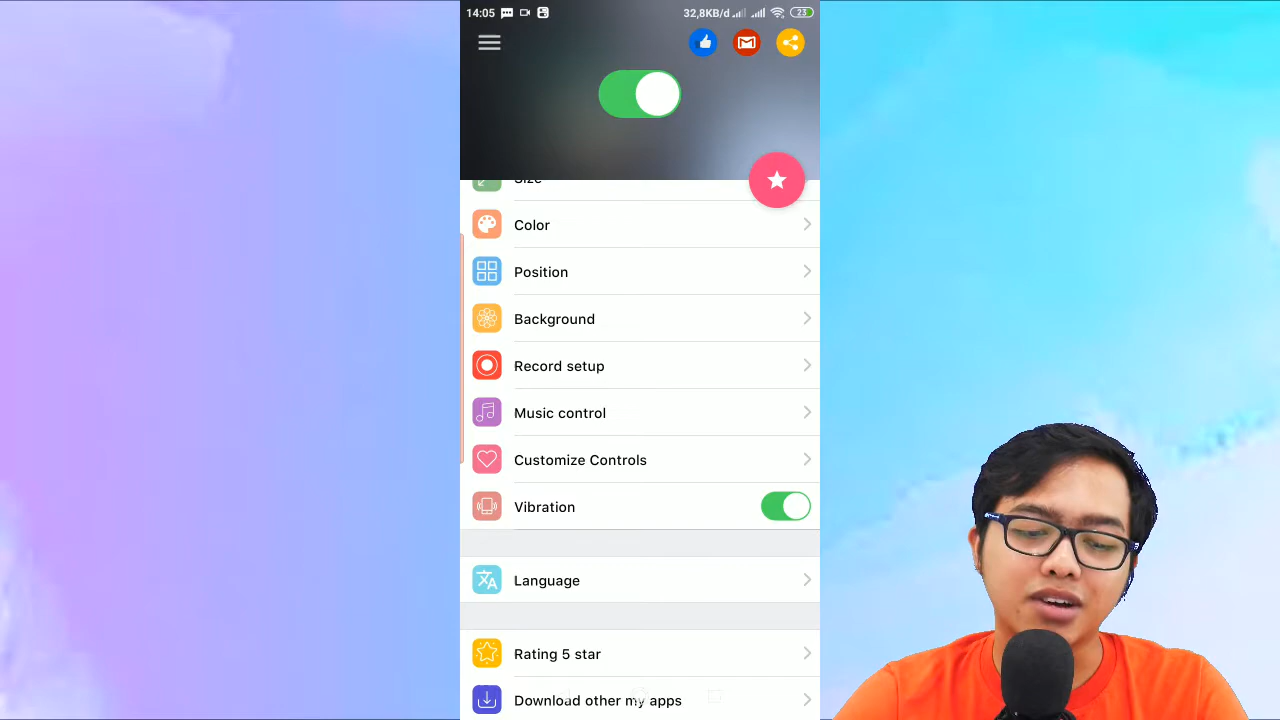 14:05
32,8KB/d
23
Size
Color
Position
Background
Record setup
Music control
Customize Controls
Vibration
Language
Rating 5 star
Download other my apps